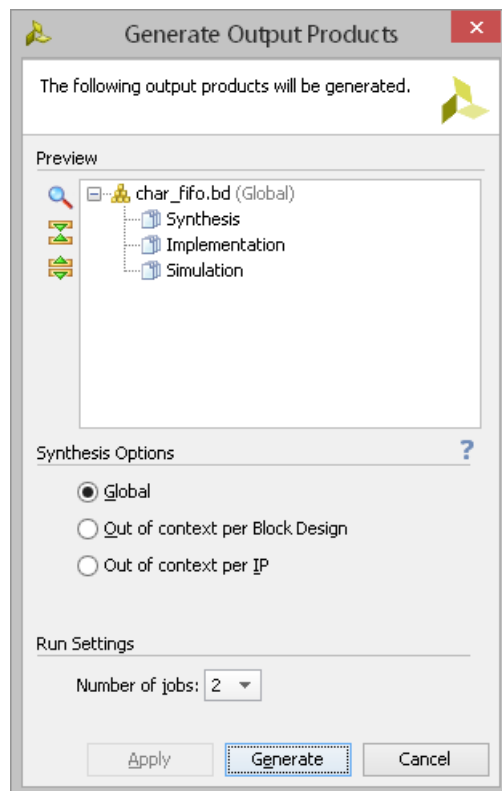 Generate Output Products
The following output products will be generated.
Preview
char_fifo.bd (Global)
Synthesis
Implementation
Simulation
Synthesis Options
?
Global
Out of context per Block Design
Out of context per IP
Run Settings
Number of jobs: 2
Apply Generate Cancel